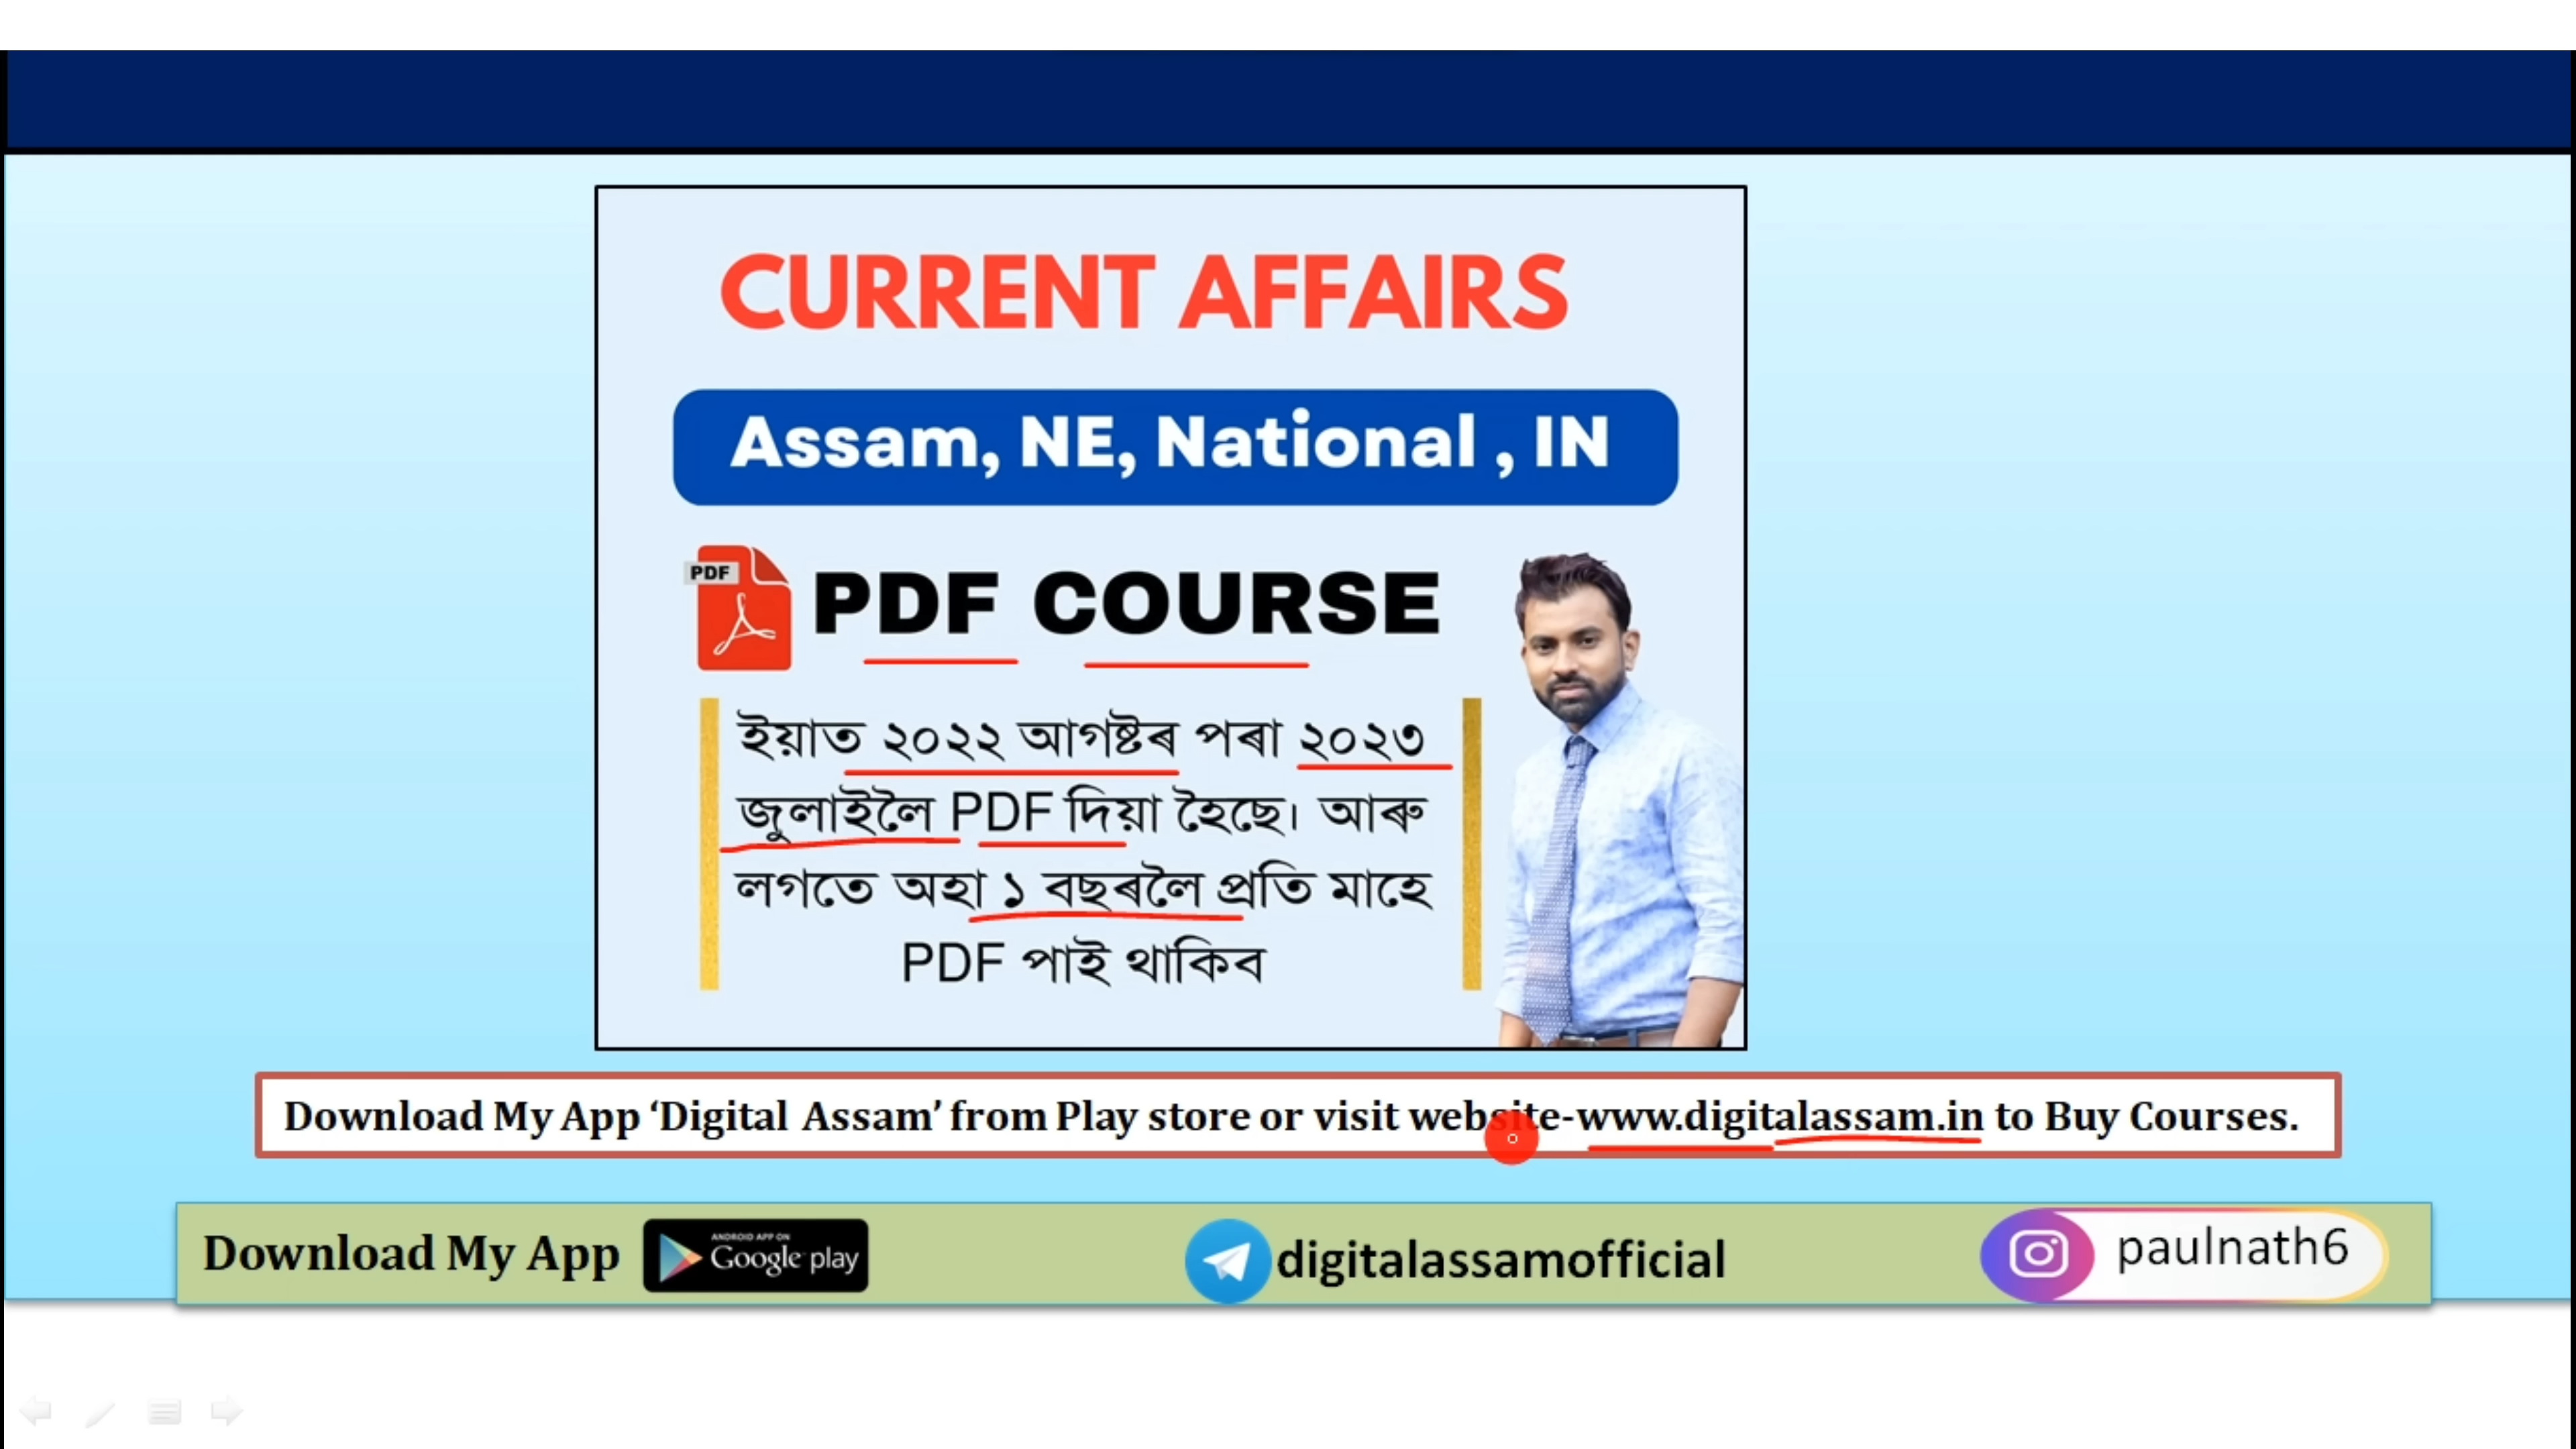 CURRENT AFFAIRS
Assam, NE, National , IN
PDF
PDF COURSE
ইয়াত ২০২২ আগষ্টৰ পৰা ২০২৩
জুলাইলৈ PDF দিয়া হৈছে। আৰু
লগতে অহা ১ বছৰলৈ প্ৰতি মাহে
PDF পাই থাকিব
Download My App ‘Digital Assam’ from Play store or visit website-www.digitalassam.in to Buy Courses.
Download My App
ANDROID APP ON
Google play
digitalassamofficial
paulnath6